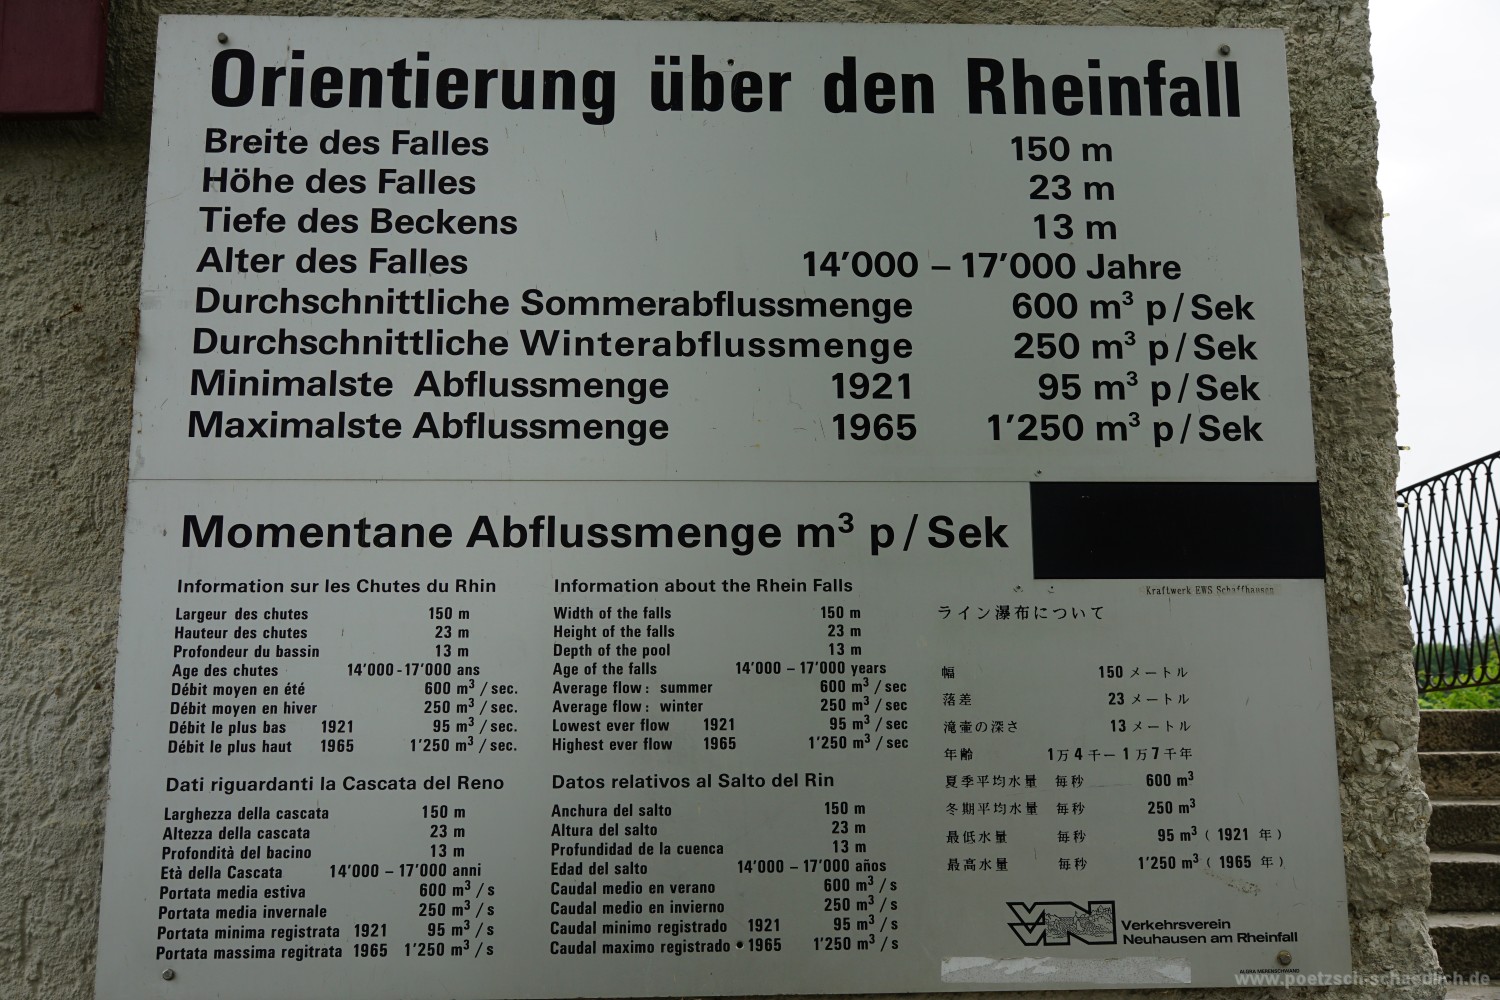 Orientierung über den Rheinfall
Breite des Falles 150 m
Höhe des Falles 23 m
Tiefe des Beckens 13 m
Alter des Falles 14’000 – 17’000 Jahre
Durchschnittliche Sommerabflussmenge 600 m³ p/Sek
Durchschnittliche Winterabflussmenge 250 m³ p/Sek
Minimalste Abflussmenge 1921 95 m³ p/Sek
Maximalste Abflussmenge 1965 1’250 m³ p/Sek
Momentane Abflussmenge m³ p/Sek
Kraftwerk EWS Schaffhausen
Information sur les Chutes du Rhin
Largeur des chutes 150 m
Hauteur des chutes 23 m
Profondeur du bassin 13 m
Age des chutes 14’000-17’000 ans
Débit moyen en été 600 m³/sec.
Débit moyen en hiver 250 m³/sec.
Débit le plus bas 1921 95 m³/sec.
Débit le plus haut 1965 1’250 m³/sec.
Information about the Rhein Falls
Width of the falls 150 m
Height of the falls 23 m
Depth of the pool 13 m
Age of the falls 14’000 – 17’000 years
Average flow: summer 600 m³/sec
Average flow: winter 250 m³/sec
Lowest ever flow 1921 95 m³/sec
Highest ever flow 1965 1’250 m³/sec
ライン瀑布について
幅 150 メートル
落差 23 メートル
滝壷の深さ 13 メートル
年齢 1万4千ー1万7千年
夏季平均水量 毎秒 600 m³
冬期平均水量 毎秒 250 m³
最低水量 毎秒 95 m³ (1921 年)
最高水量 毎秒 1’250 m³ (1965 年)
Dati riguardanti la Cascata del Reno
Larghezza della cascata 150 m
Altezza della cascata 23 m
Profondità del bacino 13 m
Età della Cascata 14’000 – 17’000 anni
Portata media estiva 600 m³/s
Portata media invernale 250 m³/s
Portata minima registrata 1921 95 m³/s
Portata massima regitrata 1965 1’250 m³/s
Datos relativos al Salto del Rin
Anchura del salto 150 m
Altura del salto 23 m
Profundidad de la cuenca 13 m
Edad del salto 14’000 – 17’000 años
Caudal medio en verano 600 m³/s
Caudal medio en invierno 250 m³/s
Caudal minimo registrado 1921 95 m³/s
Caudal maximo registrado 1965 1’250 m³/s
VVN
Verkehrsverein
Neuhausen am Rheinfall
ALGRA MERENSCHWAND
www.poetzsch-schaedlich.de